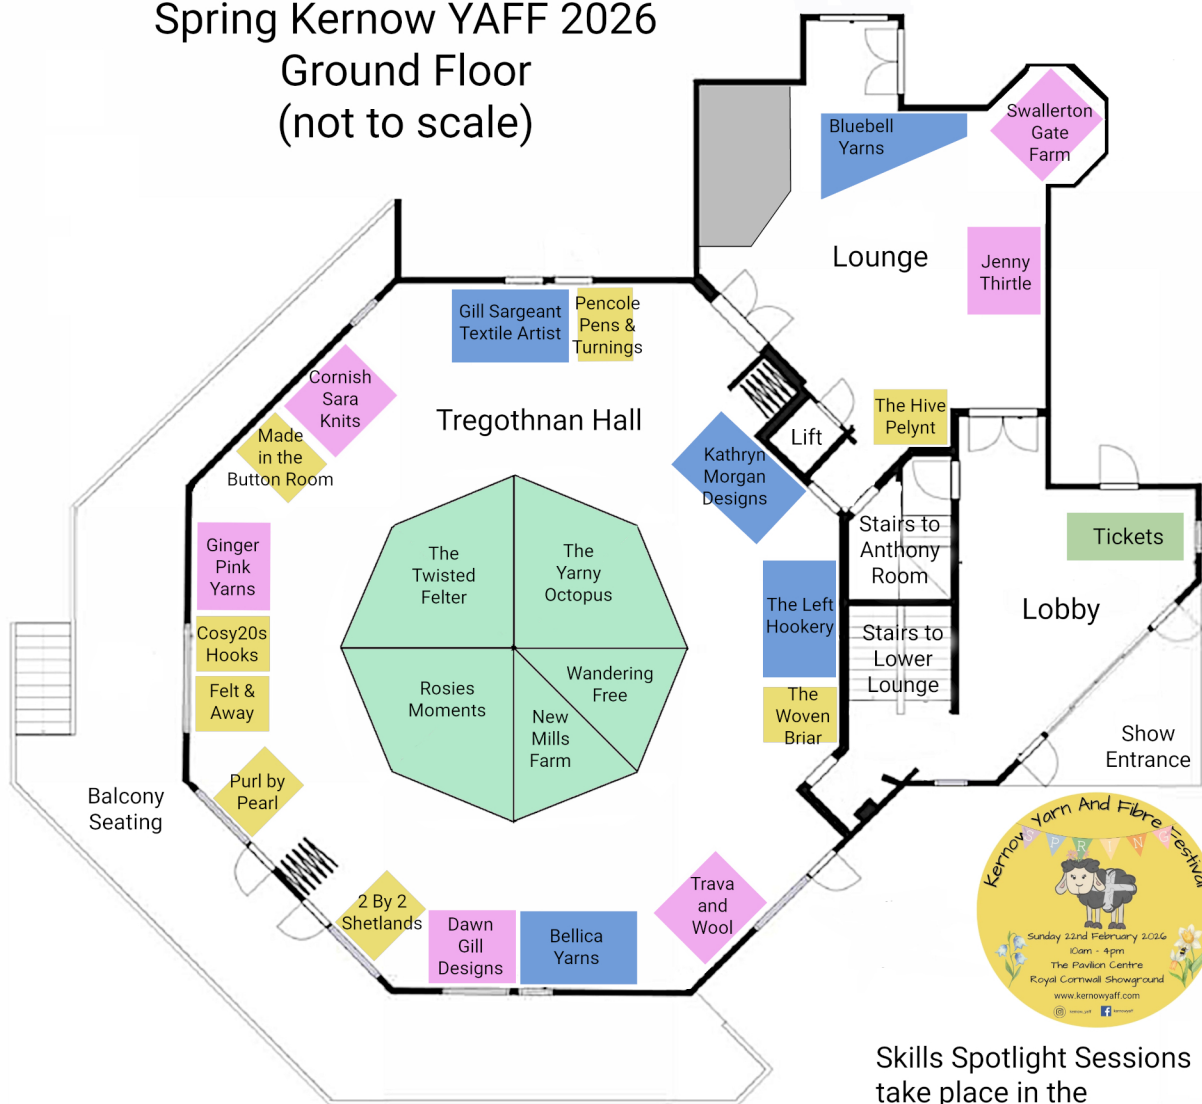 Spring Kernow YAFF 2026
Ground Floor
(not to scale)
Bluebell
Yarns
Swallerton
Gate
Farm
Lounge
Jenny
Thirtle
Gill Sargeant
Textile Artist
Pencole
Pens &
Turnings
Cornish
Sara
Knits
Tregothnan Hall
The Hive
Pelynt
Lift
Made
in the
Button Room
Kathryn
Morgan
Designs
Stairs to
Anthony
Room
Tickets
Ginger
Pink
Yarns
The
Twisted
Felter
The
Yarny
Octopus
The Left
Hookery
Lobby
Cosy20s
Hooks
Stairs to
Lower
Lounge
Felt &
Away
Rosies
Moments
Wandering
Free
New
Mills
Farm
The
Woven
Briar
Show
Entrance
Purl by
Pearl
Balcony
Seating
2 By 2
Shetlands
Dawn
Gill
Designs
Bellica
Yarns
Trava
and
Wool
Kernow Yarn And Fibre Festival
SPRING
Sunday 22nd February 2026
10am - 4pm
The Pavilion Centre
Royal Cornwall Showground
www.kernowyaff.com
kernowyaff
Skills Spotlight Sessions
take place in the